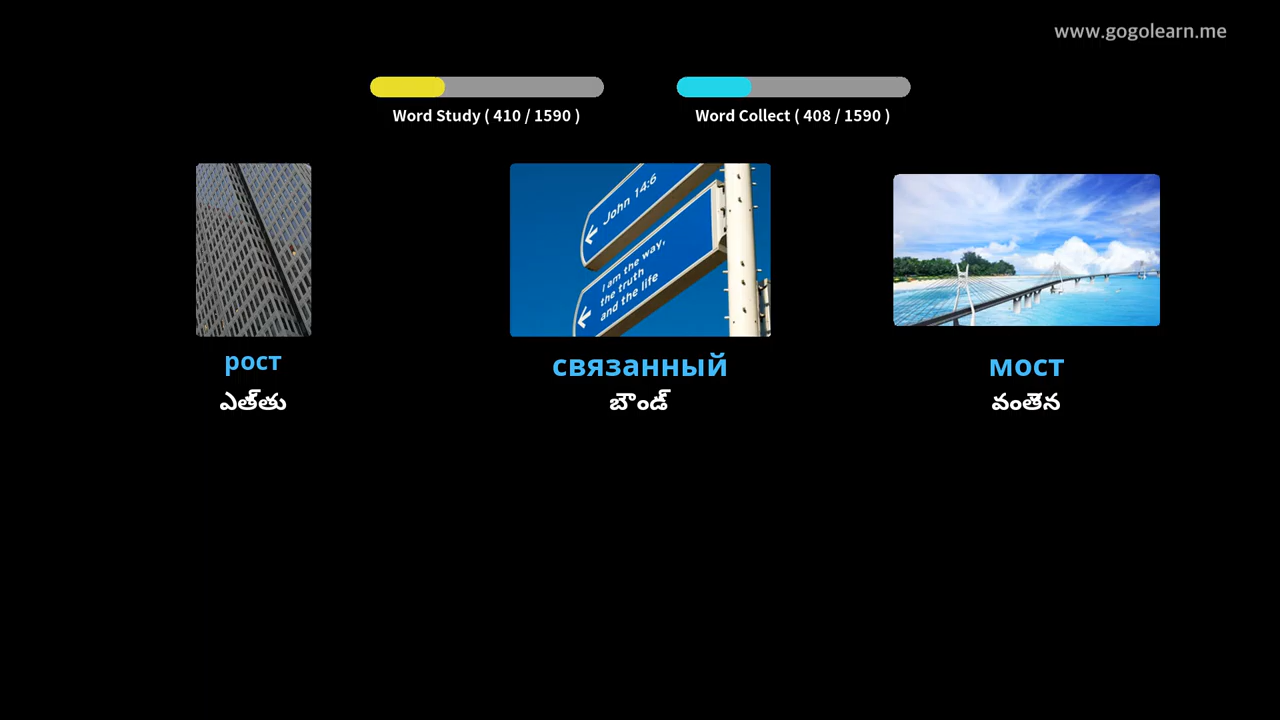 www.gogolearn.me
Word Study ( 410 / 1590 )
Word Collect ( 408 / 1590 )
John 14:6
I am the way,
the truth
and the life
рост
связанный
мост
ఎత్తు
బౌండ్
వంతెన